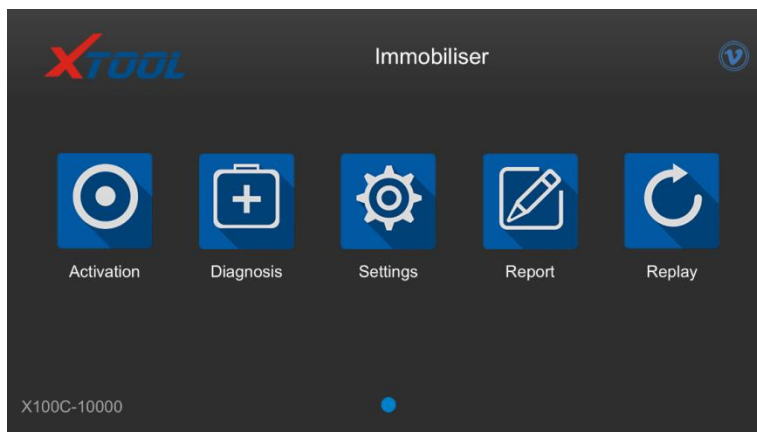 XTOOL
Immobiliser
Activation
Diagnosis
Settings
Report
Replay
X100C-10000